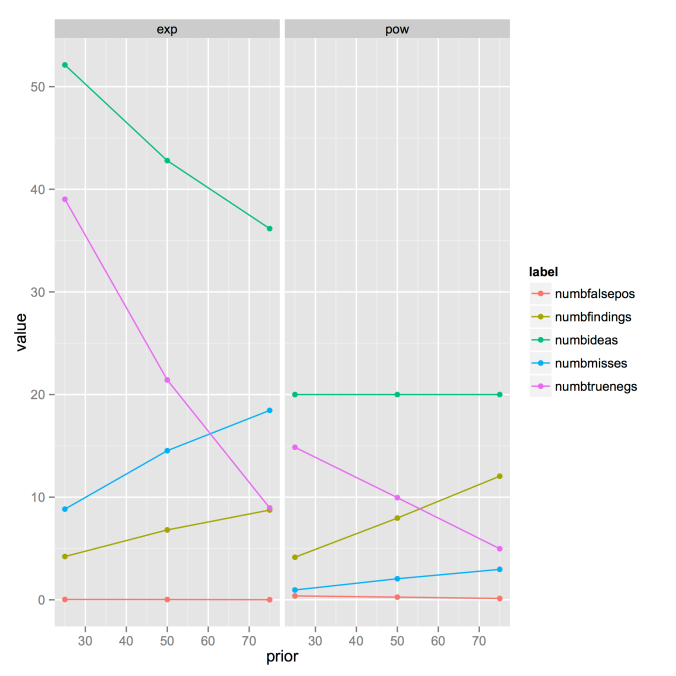 exp pow
50
40
30
20
10
0
value
30 40 50 60 70 30 40 50 60 70
prior
label
numbfalsepos
numbfindings
numbideas
numbmisses
numbtruenegs